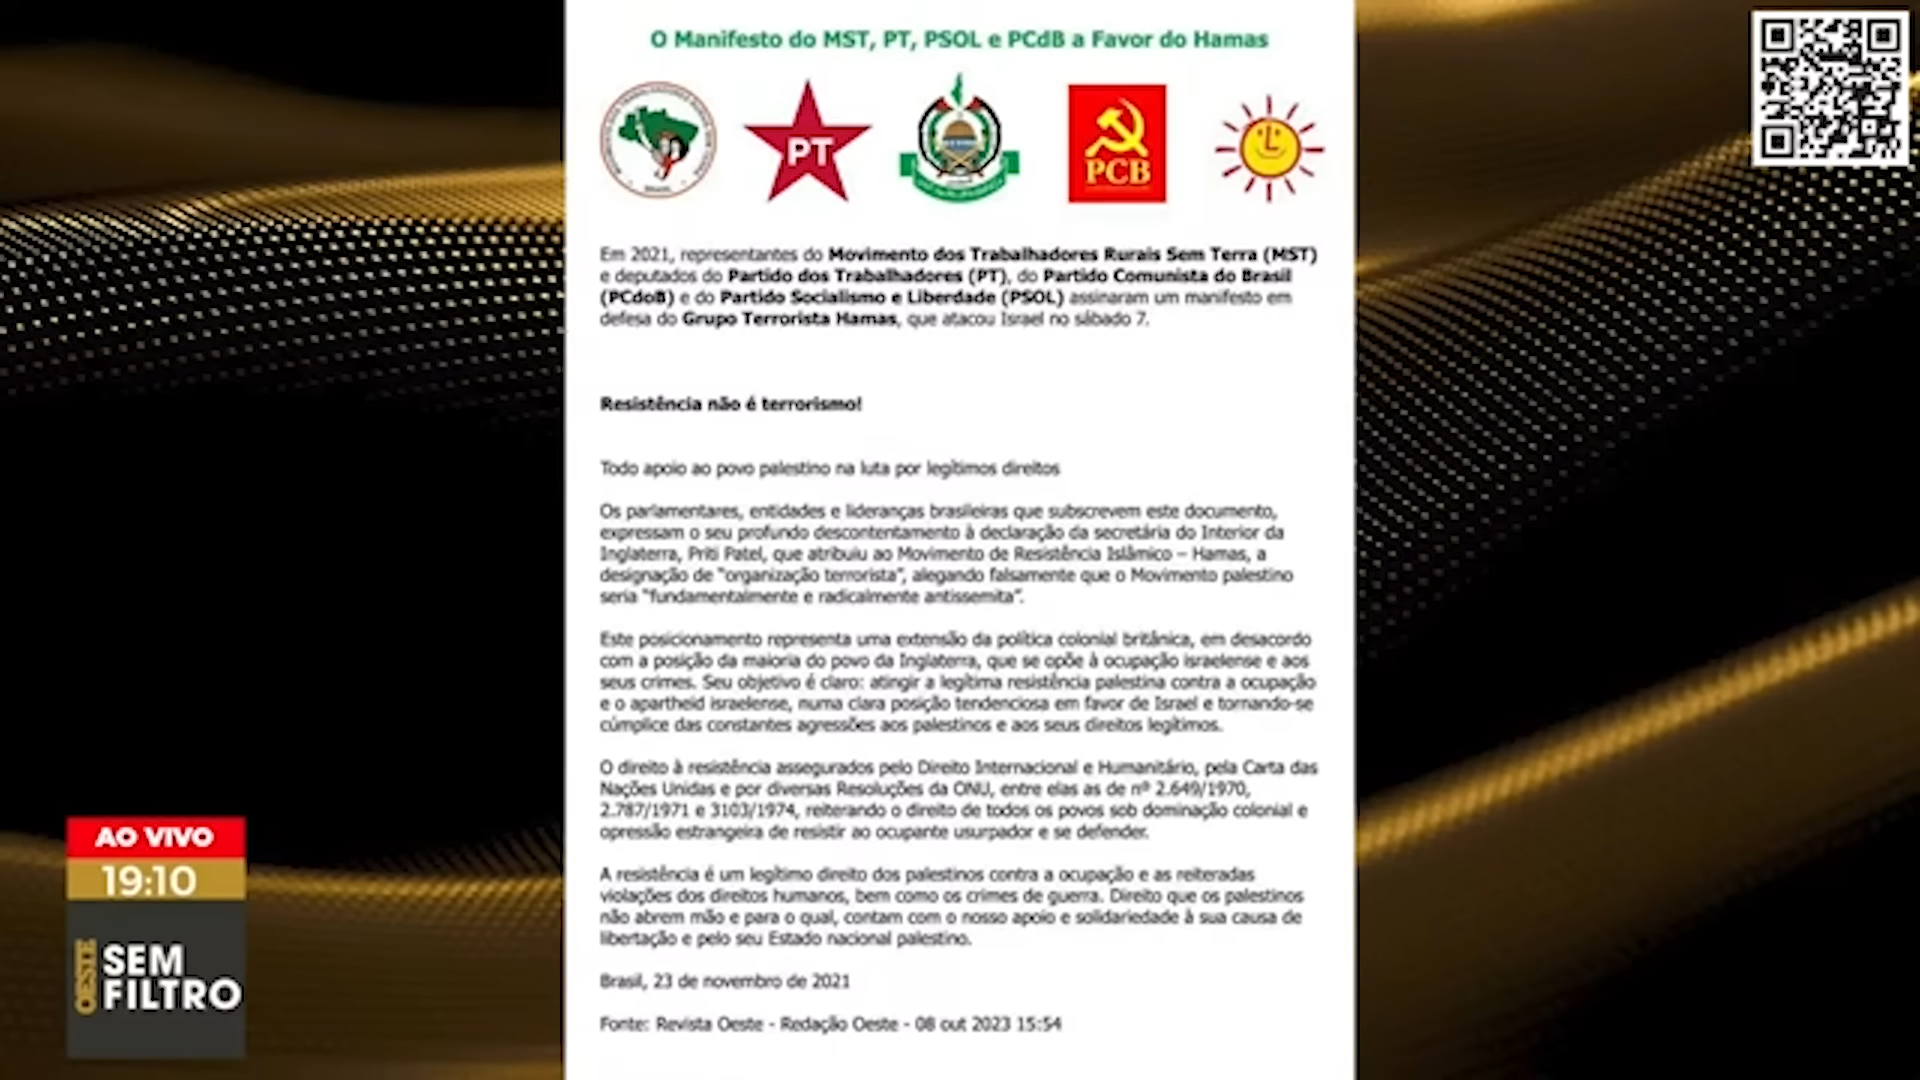 O Manifesto do MST, PT, PSOL e PCdB a Favor do Hamas
PT
PCB
Em 2021, representantes do Movimento dos Trabalhadores Rurais Sem Terra (MST)
e deputados do Partido dos Trabalhadores (PT), do Partido Comunista do Brasil
(PCdoB) e do Partido Socialismo e Liberdade (PSOL) assinaram um manifesto em
defesa do Grupo Terrorista Hamas, que atacou Israel no sábado 7.
Resistência não é terrorismo!
Todo apoio ao povo palestino na luta por legítimos direitos
Os parlamentares, entidades e lideranças brasileiras que subscrevem este documento,
expressam o seu profundo descontentamento à declaração da secretária do Interior da
Inglaterra, Priti Patel, que atribuiu ao Movimento de Resistência Islâmico – Hamas, a
designação de "organização terrorista", alegando falsamente que o Movimento palestino
seria "fundamentalmente e radicalmente antissemita".
Este posicionamento representa uma extensão da política colonial britânica, em desacordo
com a posição da maioria do povo da Inglaterra, que se opõe à ocupação israelense e aos
seus crimes. Seu objetivo é claro: atingir a legítima resistência palestina contra a ocupação
e o apartheid israelense, numa clara posição tendenciosa em favor de Israel e tornando-se
cúmplice das constantes agressões aos palestinos e aos seus direitos legítimos.
O direito à resistência assegurados pelo Direito Internacional e Humanitário, pela Carta das
Nações Unidas e por diversas Resoluções da ONU, entre elas as de nº 2.649/1970,
2.787/1971 e 3103/1974, reiterando o direito de todos os povos sob dominação colonial e
opressão estrangeira de resistir ao ocupante usurpador e se defender.
A resistência é um legítimo direito dos palestinos contra a ocupação e as reiteradas
violações dos direitos humanos, bem como os crimes de guerra. Direito que os palestinos
não abrem mão e para o qual, contam com o nosso apoio e solidariedade à sua causa de
libertação e pelo seu Estado nacional palestino.
Brasil, 23 de novembro de 2021
Fonte: Revista Oeste - Redação Oeste - 08 out 2023 15:54
AO VIVO
19:10
OESTE
SEM
FILTRO